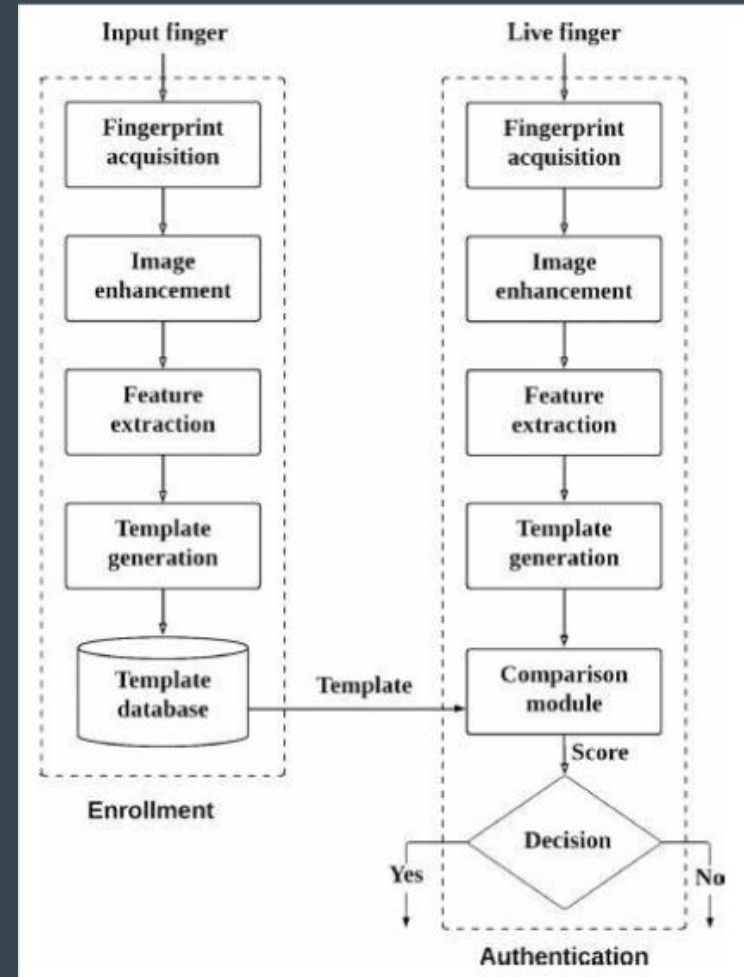 Input finger
Fingerprint
acquisition
Image
enhancement
Feature
extraction
Template
generation
Template
database
Enrollment
Template
Live finger
Fingerprint
acquisition
Image
enhancement
Feature
extraction
Template
generation
Comparison
module
Score
Decision
Yes
No
Authentication